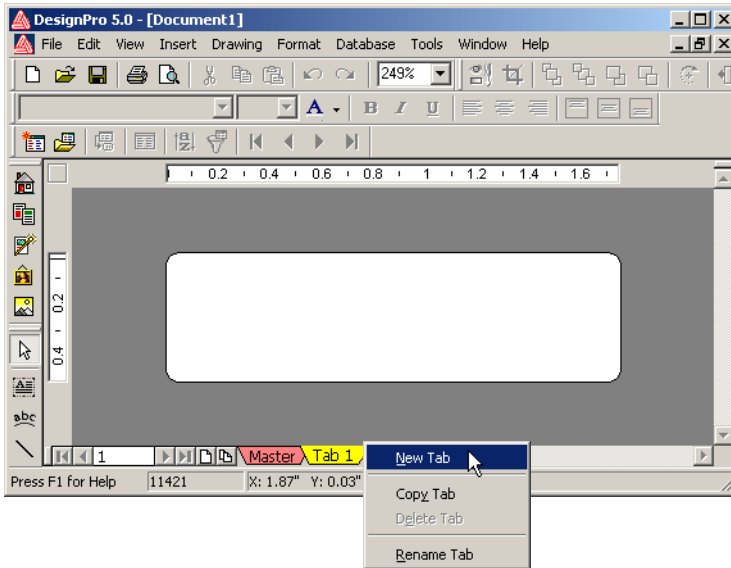 DesignPro 5.0 - [Document1]
File Edit View Insert Drawing Format Database Tools Window Help
249%
A B I U
0.2 0.4 0.6 0.8 1 1.2 1.4 1.6
0.2
0.4
abc
1 Master Tab 1
Press F1 for Help 11421 X: 1.87" Y: 0.03"
New Tab
Copy Tab
Delete Tab
Rename Tab